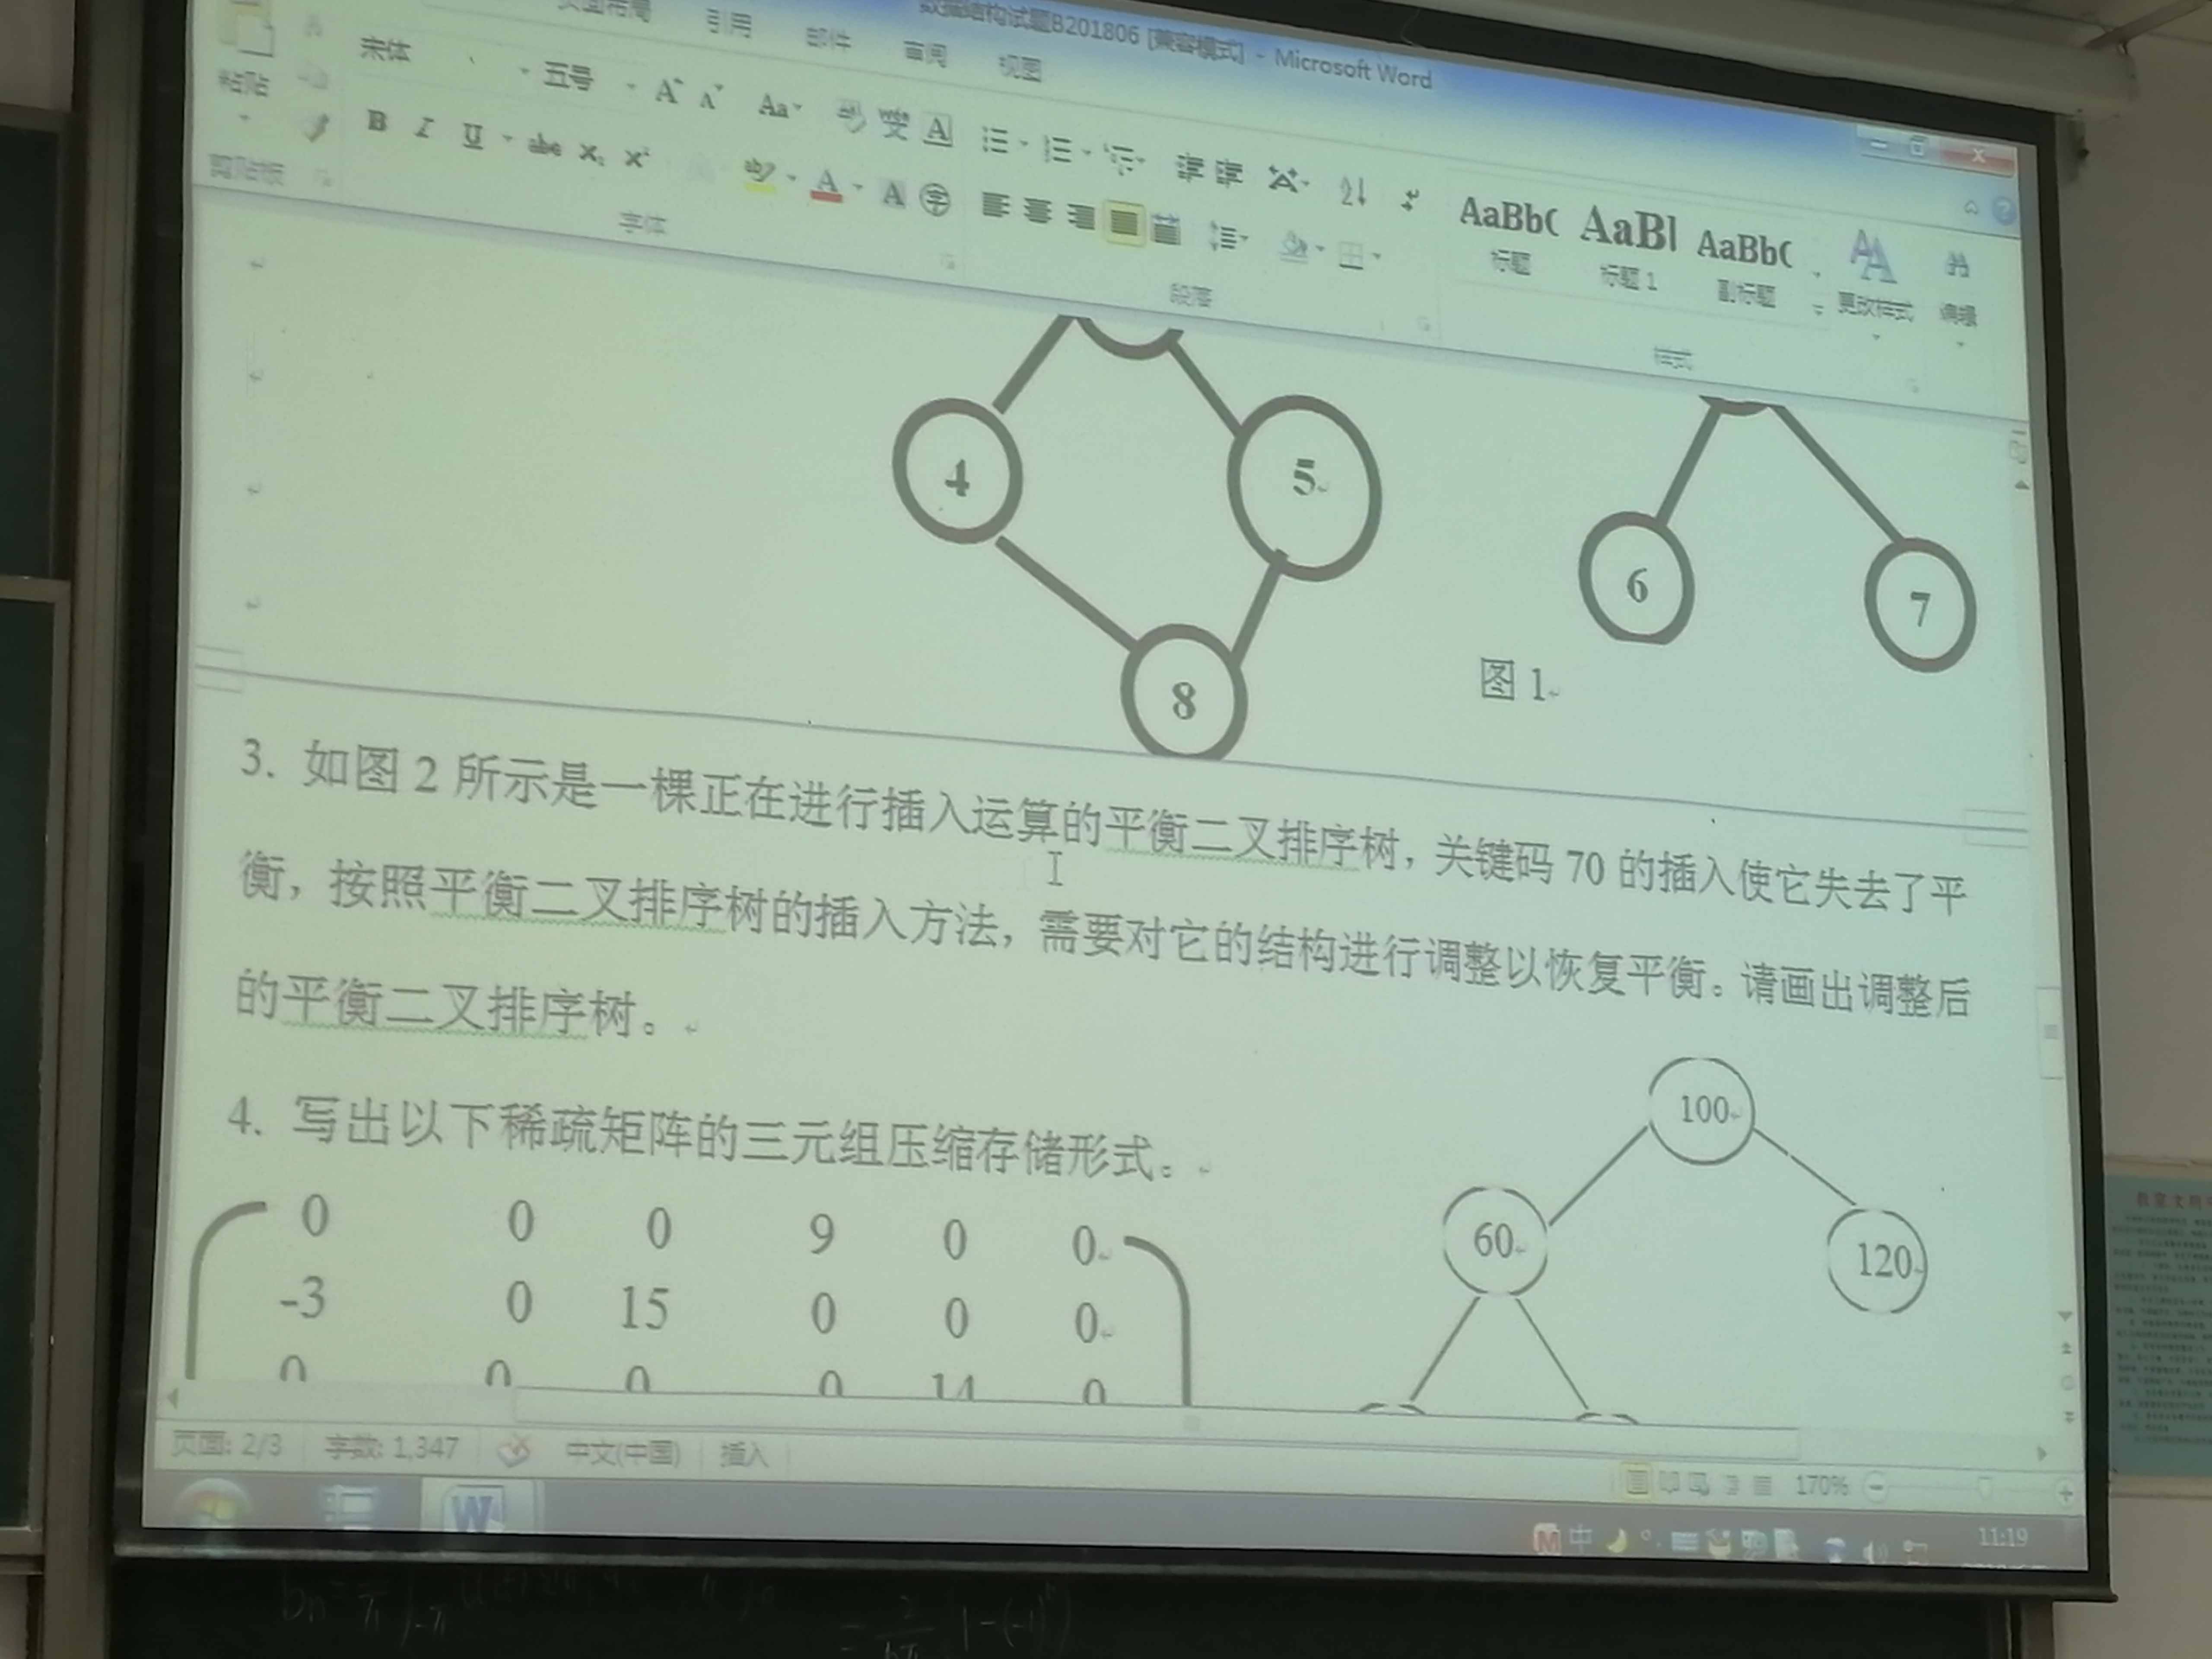 数据结构试题B201806 [兼容模式] - Microsoft Word
页面布局 引用 邮件 审阅 视图
粘贴 宋体 五号 A A Aa A
B I U abc X₂ X² A A 字
剪贴板 字体 段落 样式
AaBbC AaBl AaBbC
标题 标题 1 副标题 更改样式 编辑
4 5 6 7
8 图 1
3. 如图 2 所示是一棵正在进行插入运算的平衡二叉排序树，关键码 70 的插入使它失去了平
衡，按照平衡二叉排序树的插入方法，需要对它的结构进行调整以恢复平衡。请画出调整后
的平衡二叉排序树。
4. 写出以下稀疏矩阵的三元组压缩存储形式。
0 0 0 9 0 0
-3 0 15 0 0 0
0 0 0 0 14 0
100
60 120
页面: 2/3 字数: 1,347 中文(中国) 插入 170%
W 中 11:19